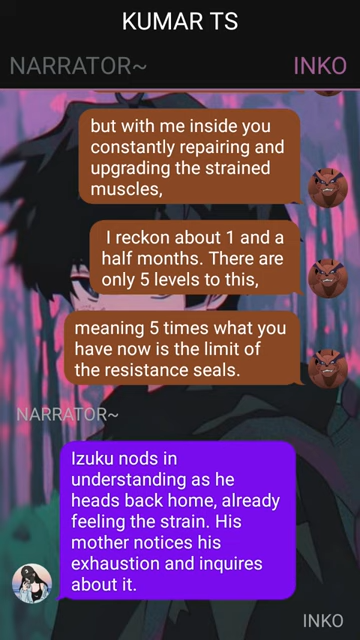 KUMAR TS
NARRATOR~ INKO
but with me inside you
constantly repairing and
upgrading the strained
muscles,
I reckon about 1 and a
half months. There are
only 5 levels to this,
meaning 5 times what you
have now is the limit of
the resistance seals.
NARRATOR~
Izuku nods in
understanding as he
heads back home, already
feeling the strain. His
mother notices his
exhaustion and inquires
about it.
INKO